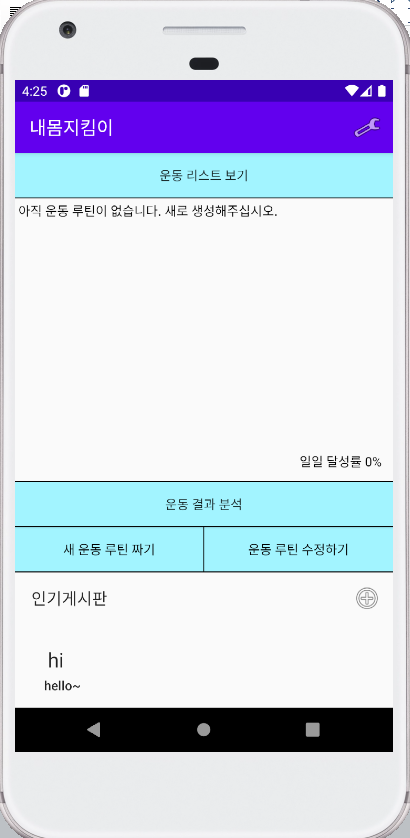 4:25
내몸지킴이
운동 리스트 보기
아직 운동 루틴이 없습니다. 새로 생성해주십시오.
일일 달성률 0%
운동 결과 분석
새 운동 루틴 짜기
운동 루틴 수정하기
인기게시판
hi
hello~